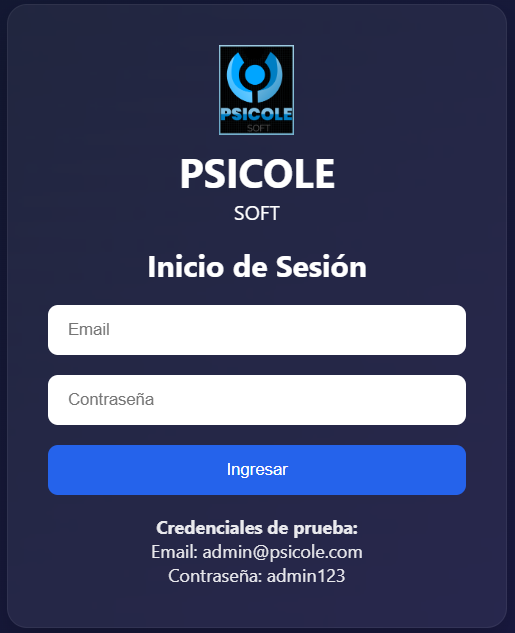 PSICOLE
SOFT
PSICOLE
SOFT
Inicio de Sesión
Email
Contraseña
Ingresar
Credenciales de prueba:
Email: admin@psicole.com
Contraseña: admin123